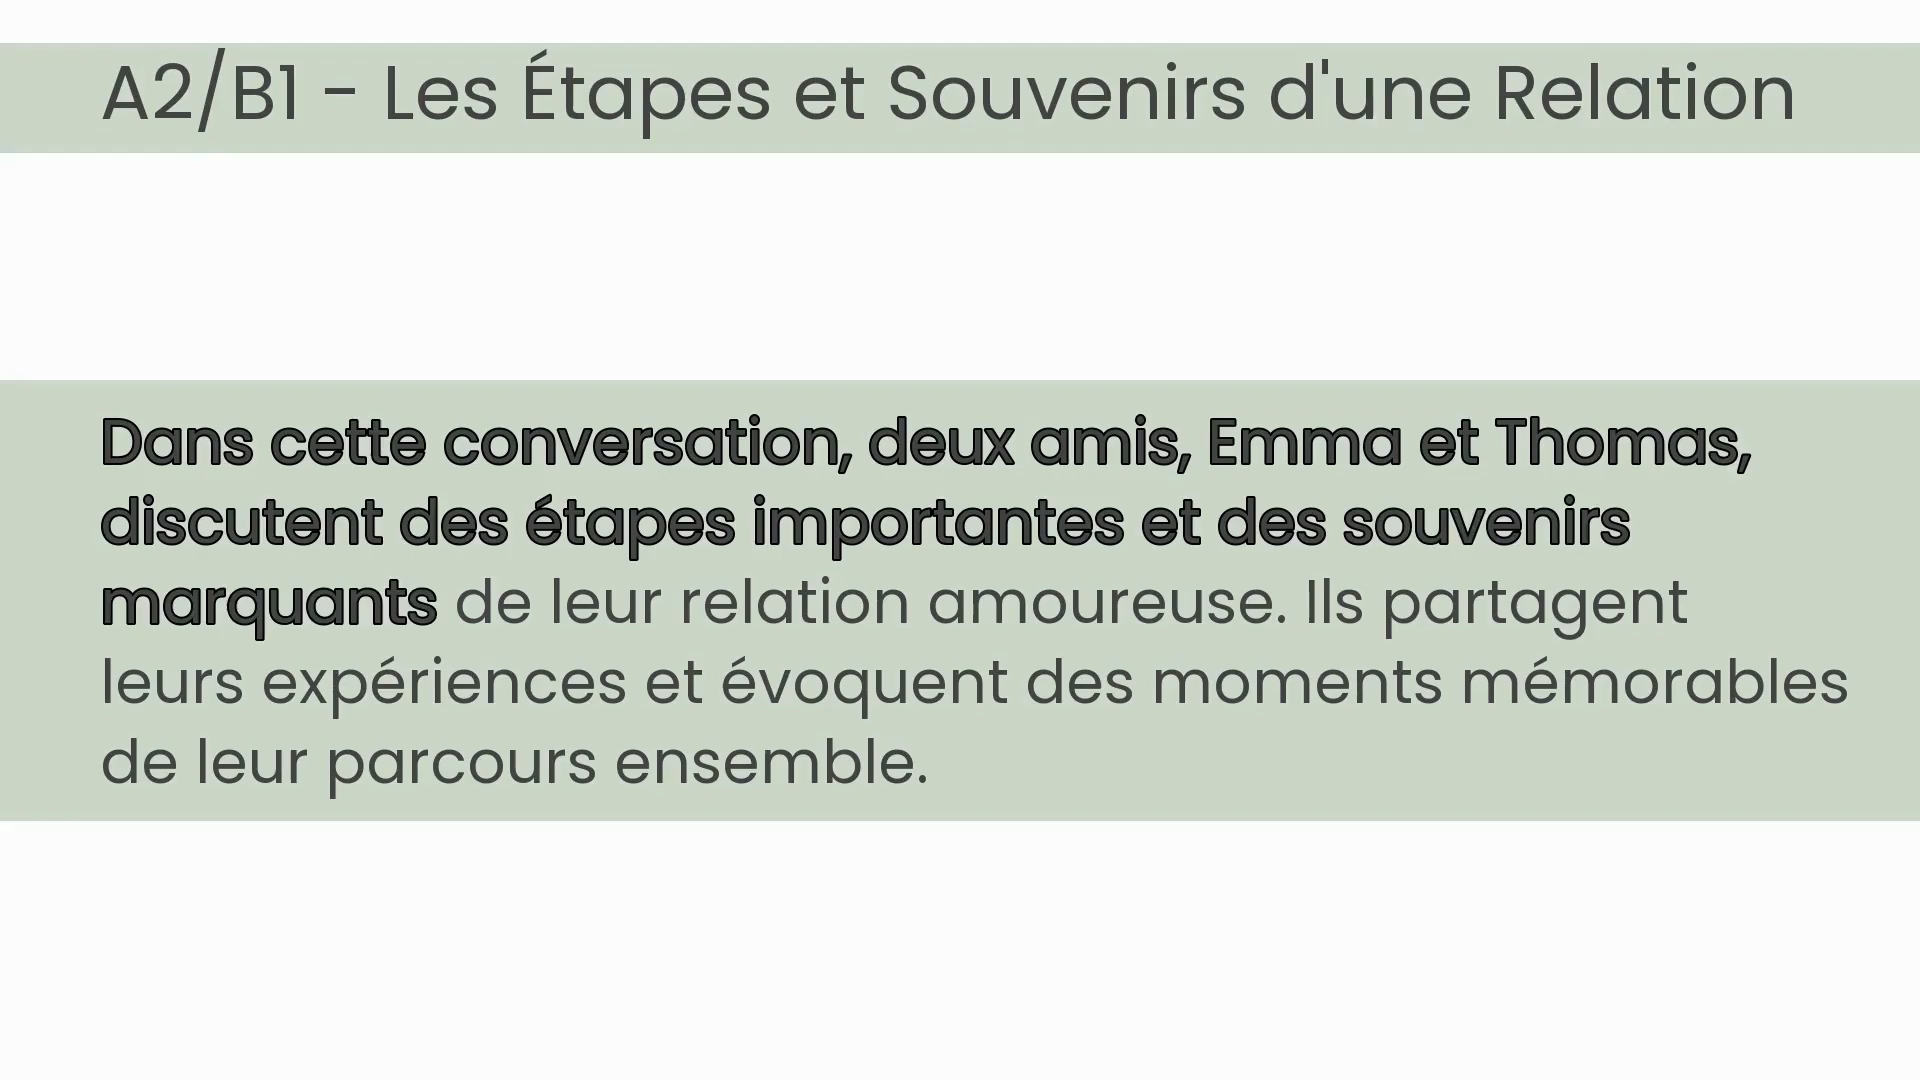 A2/B1 - Les Étapes et Souvenirs d'une Relation
Dans cette conversation, deux amis, Emma et Thomas,
discutent des étapes importantes et des souvenirs
marquants de leur relation amoureuse. Ils partagent
leurs expériences et évoquent des moments mémorables
de leur parcours ensemble.